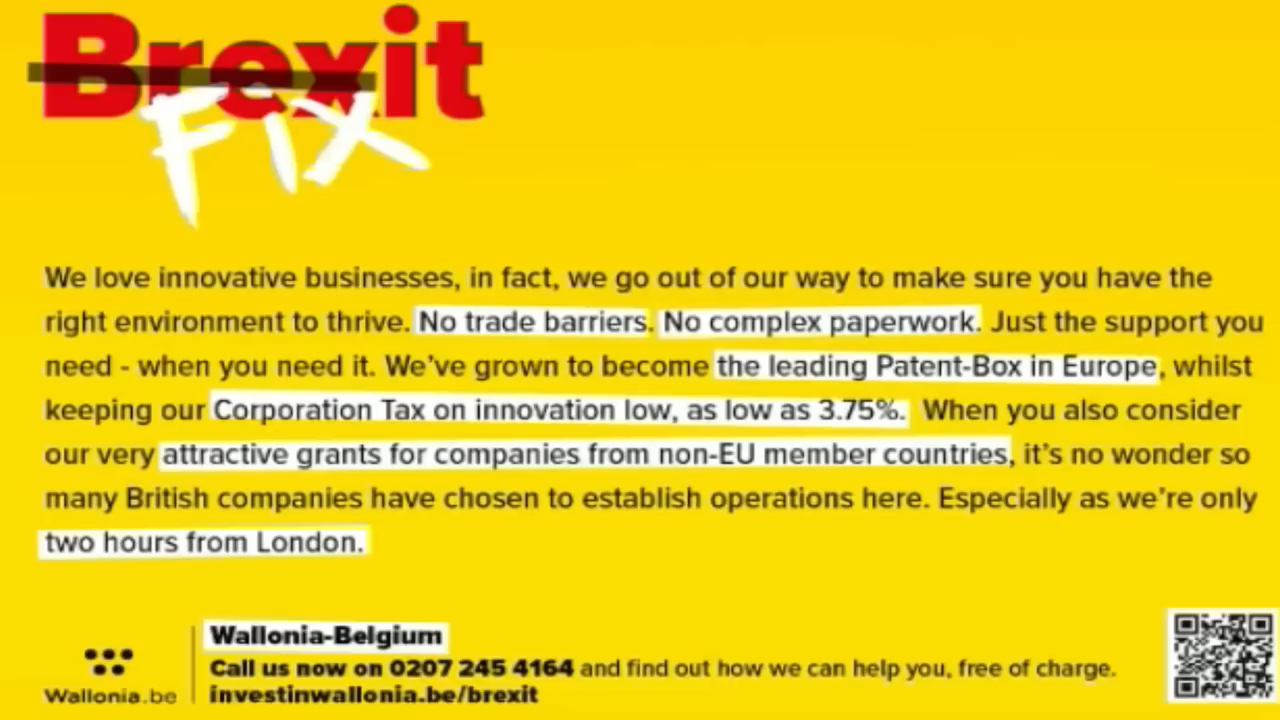 Brexit
Fix
We love innovative businesses, in fact, we go out of our way to make sure you have the
right environment to thrive. No trade barriers. No complex paperwork. Just the support you
need - when you need it. We've grown to become the leading Patent-Box in Europe, whilst
keeping our Corporation Tax on innovation low, as low as 3.75%. When you also consider
our very attractive grants for companies from non-EU member countries, it's no wonder so
many British companies have chosen to establish operations here. Especially as we're only
two hours from London.
Wallonia-Belgium
Call us now on 0207 245 4164 and find out how we can help you, free of charge.
Wallonia.be
investinwallonia.be/brexit